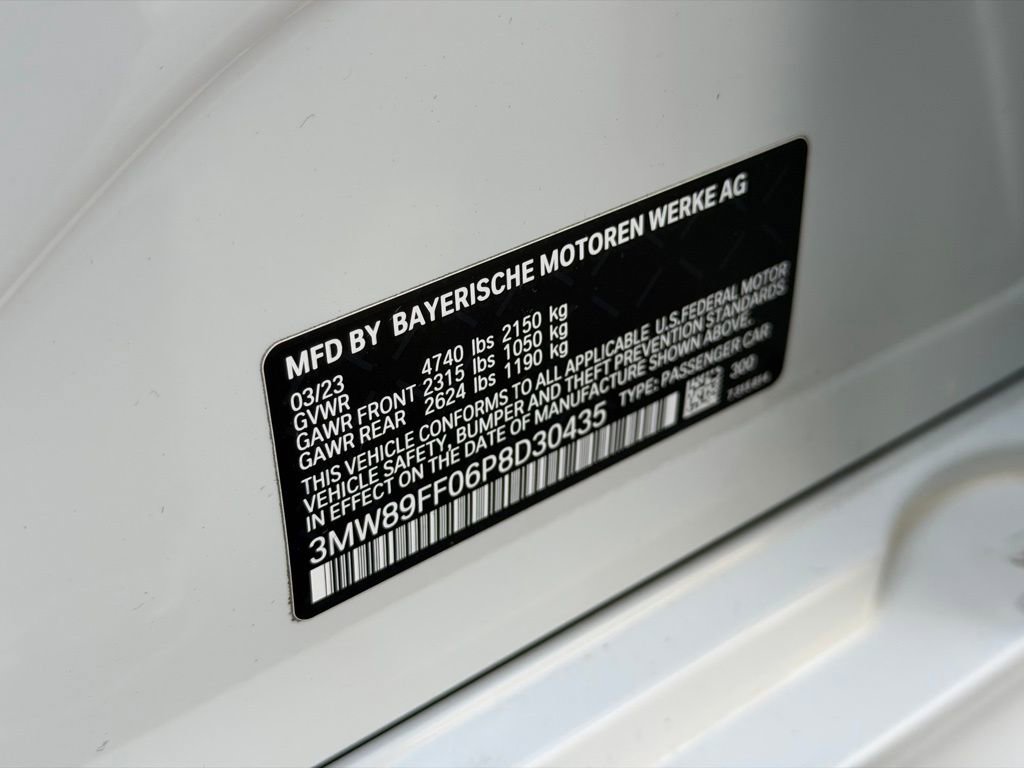 MFD BY BAYERISCHE MOTOREN WERKE AG
03/23
GVWR 4740 lbs 2150 kg
GAWR FRONT 2315 lbs 1050 kg
GAWR REAR 2624 lbs 1190 kg
THIS VEHICLE CONFORMS TO ALL APPLICABLE U.S.FEDERAL MOTOR
VEHICLE SAFETY, BUMPER AND THEFT PREVENTION STANDARDS
IN EFFECT ON THE DATE OF MANUFACTURE SHOWN ABOVE.
3MW89FF06P8D30435 TYPE: PASSENGER CAR
300